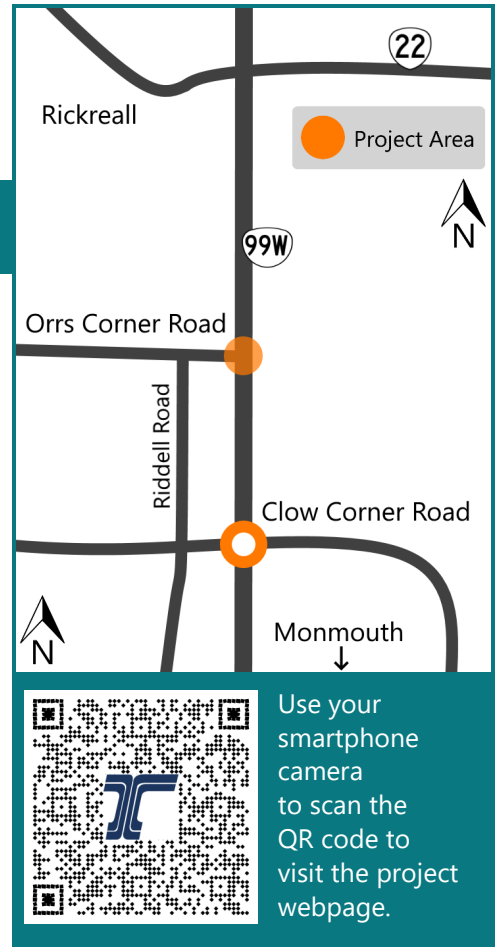 22
Rickreall
Project Area
N
99W
Orrs Corner Road
Riddell Road
Clow Corner Road
Monmouth
↓
N
Use your
smartphone
camera
to scan the
QR code to
visit the project
webpage.